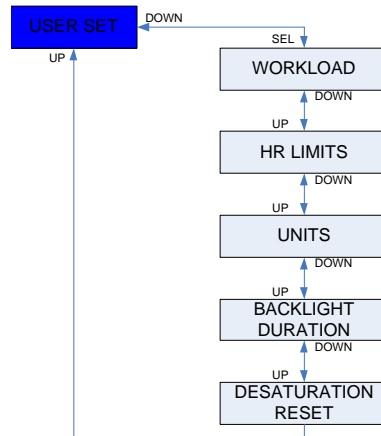 USER SET
DOWN
UP
SEL
WORKLOAD
DOWN
UP
HR LIMITS
DOWN
UP
UNITS
DOWN
UP
BACKLIGHT
DURATION
DOWN
UP
DESATURATION
RESET